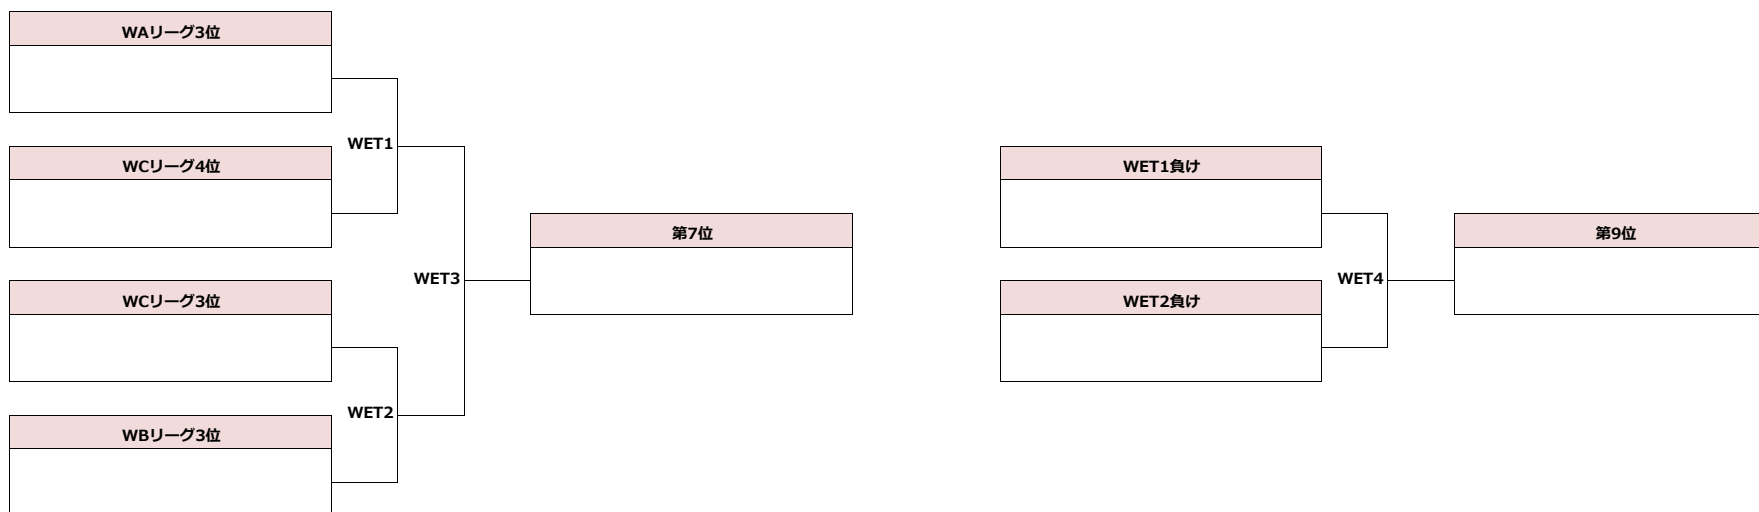 WAリーグ3位
WET1
WCリーグ4位
WET1負け
第7位
第9位
WET3
WET4
WCリーグ3位
WET2負け
WET2
WBリーグ3位